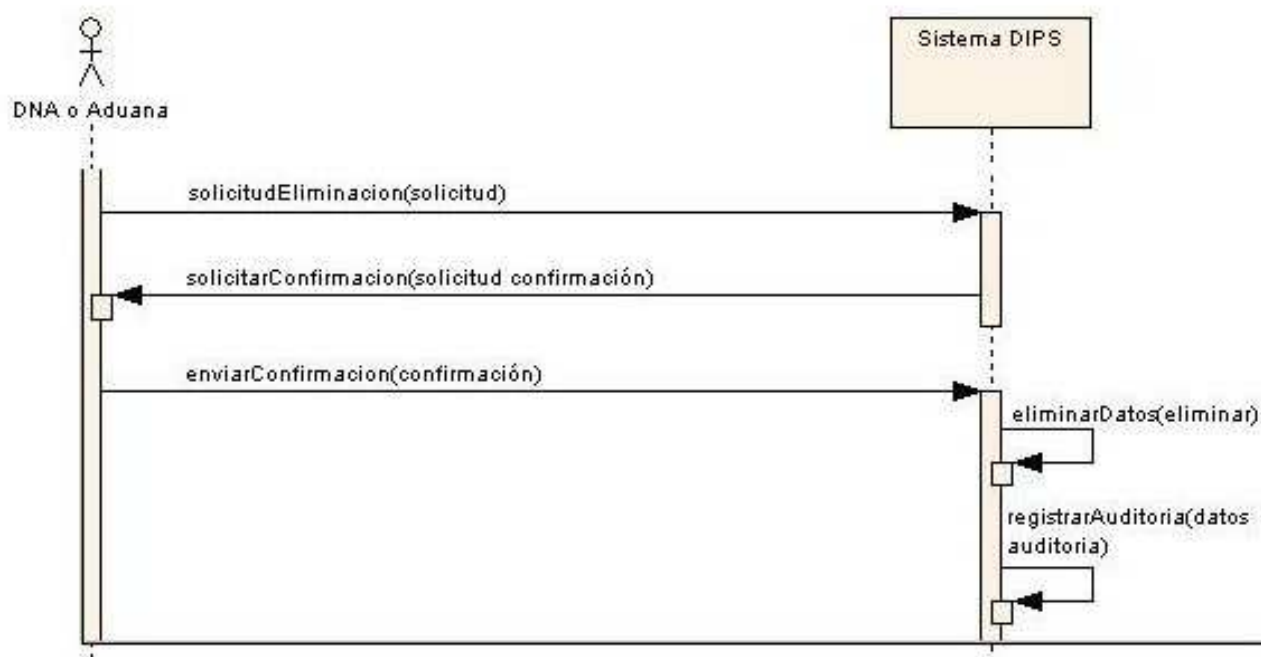 Sistema DIPS
DNA o Aduana
solicitudEliminacion(solicitud)
solicitarConfirmacion(solicitud confirmación)
enviarConfirmacion(confirmación)
eliminarDatos(eliminar)
registrarAuditoria(datos
auditoria)